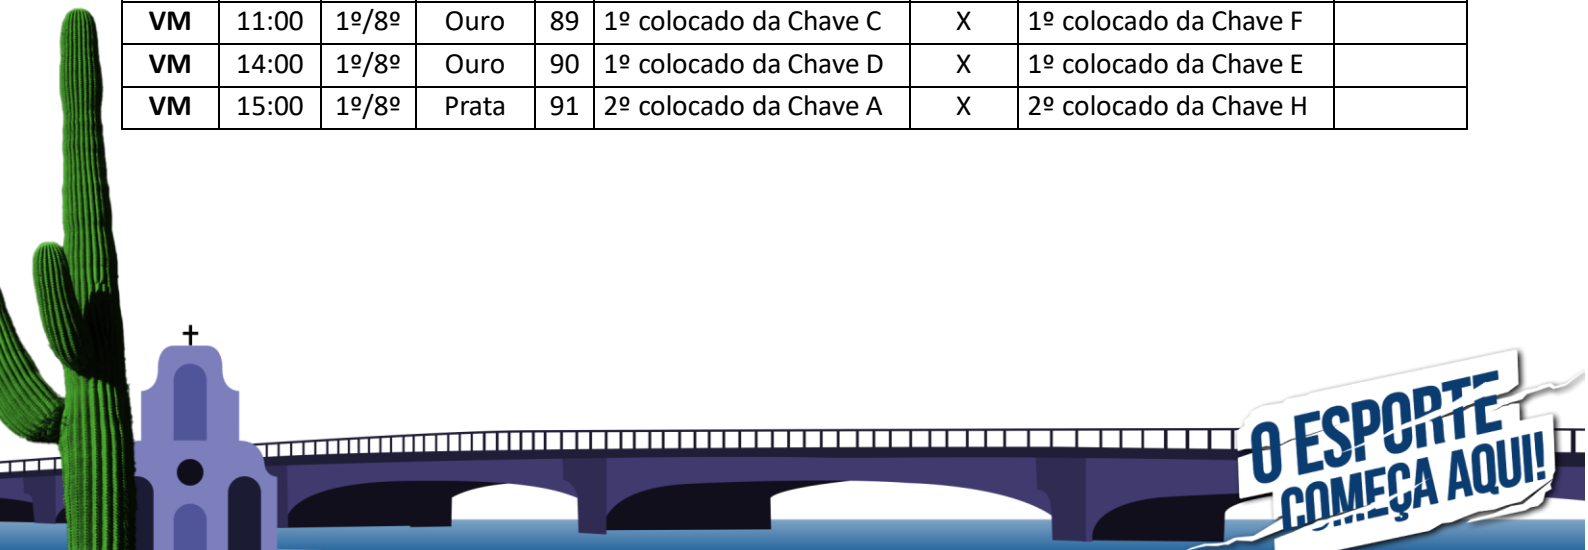 VM 11:00 1º/8º Ouro 89 1º colocado da Chave C X 1º colocado da Chave F
VM 14:00 1º/8º Ouro 90 1º colocado da Chave D X 1º colocado da Chave E
VM 15:00 1º/8º Prata 91 2º colocado da Chave A X 2º colocado da Chave H
O ESPORTE
COMEÇA AQUI!